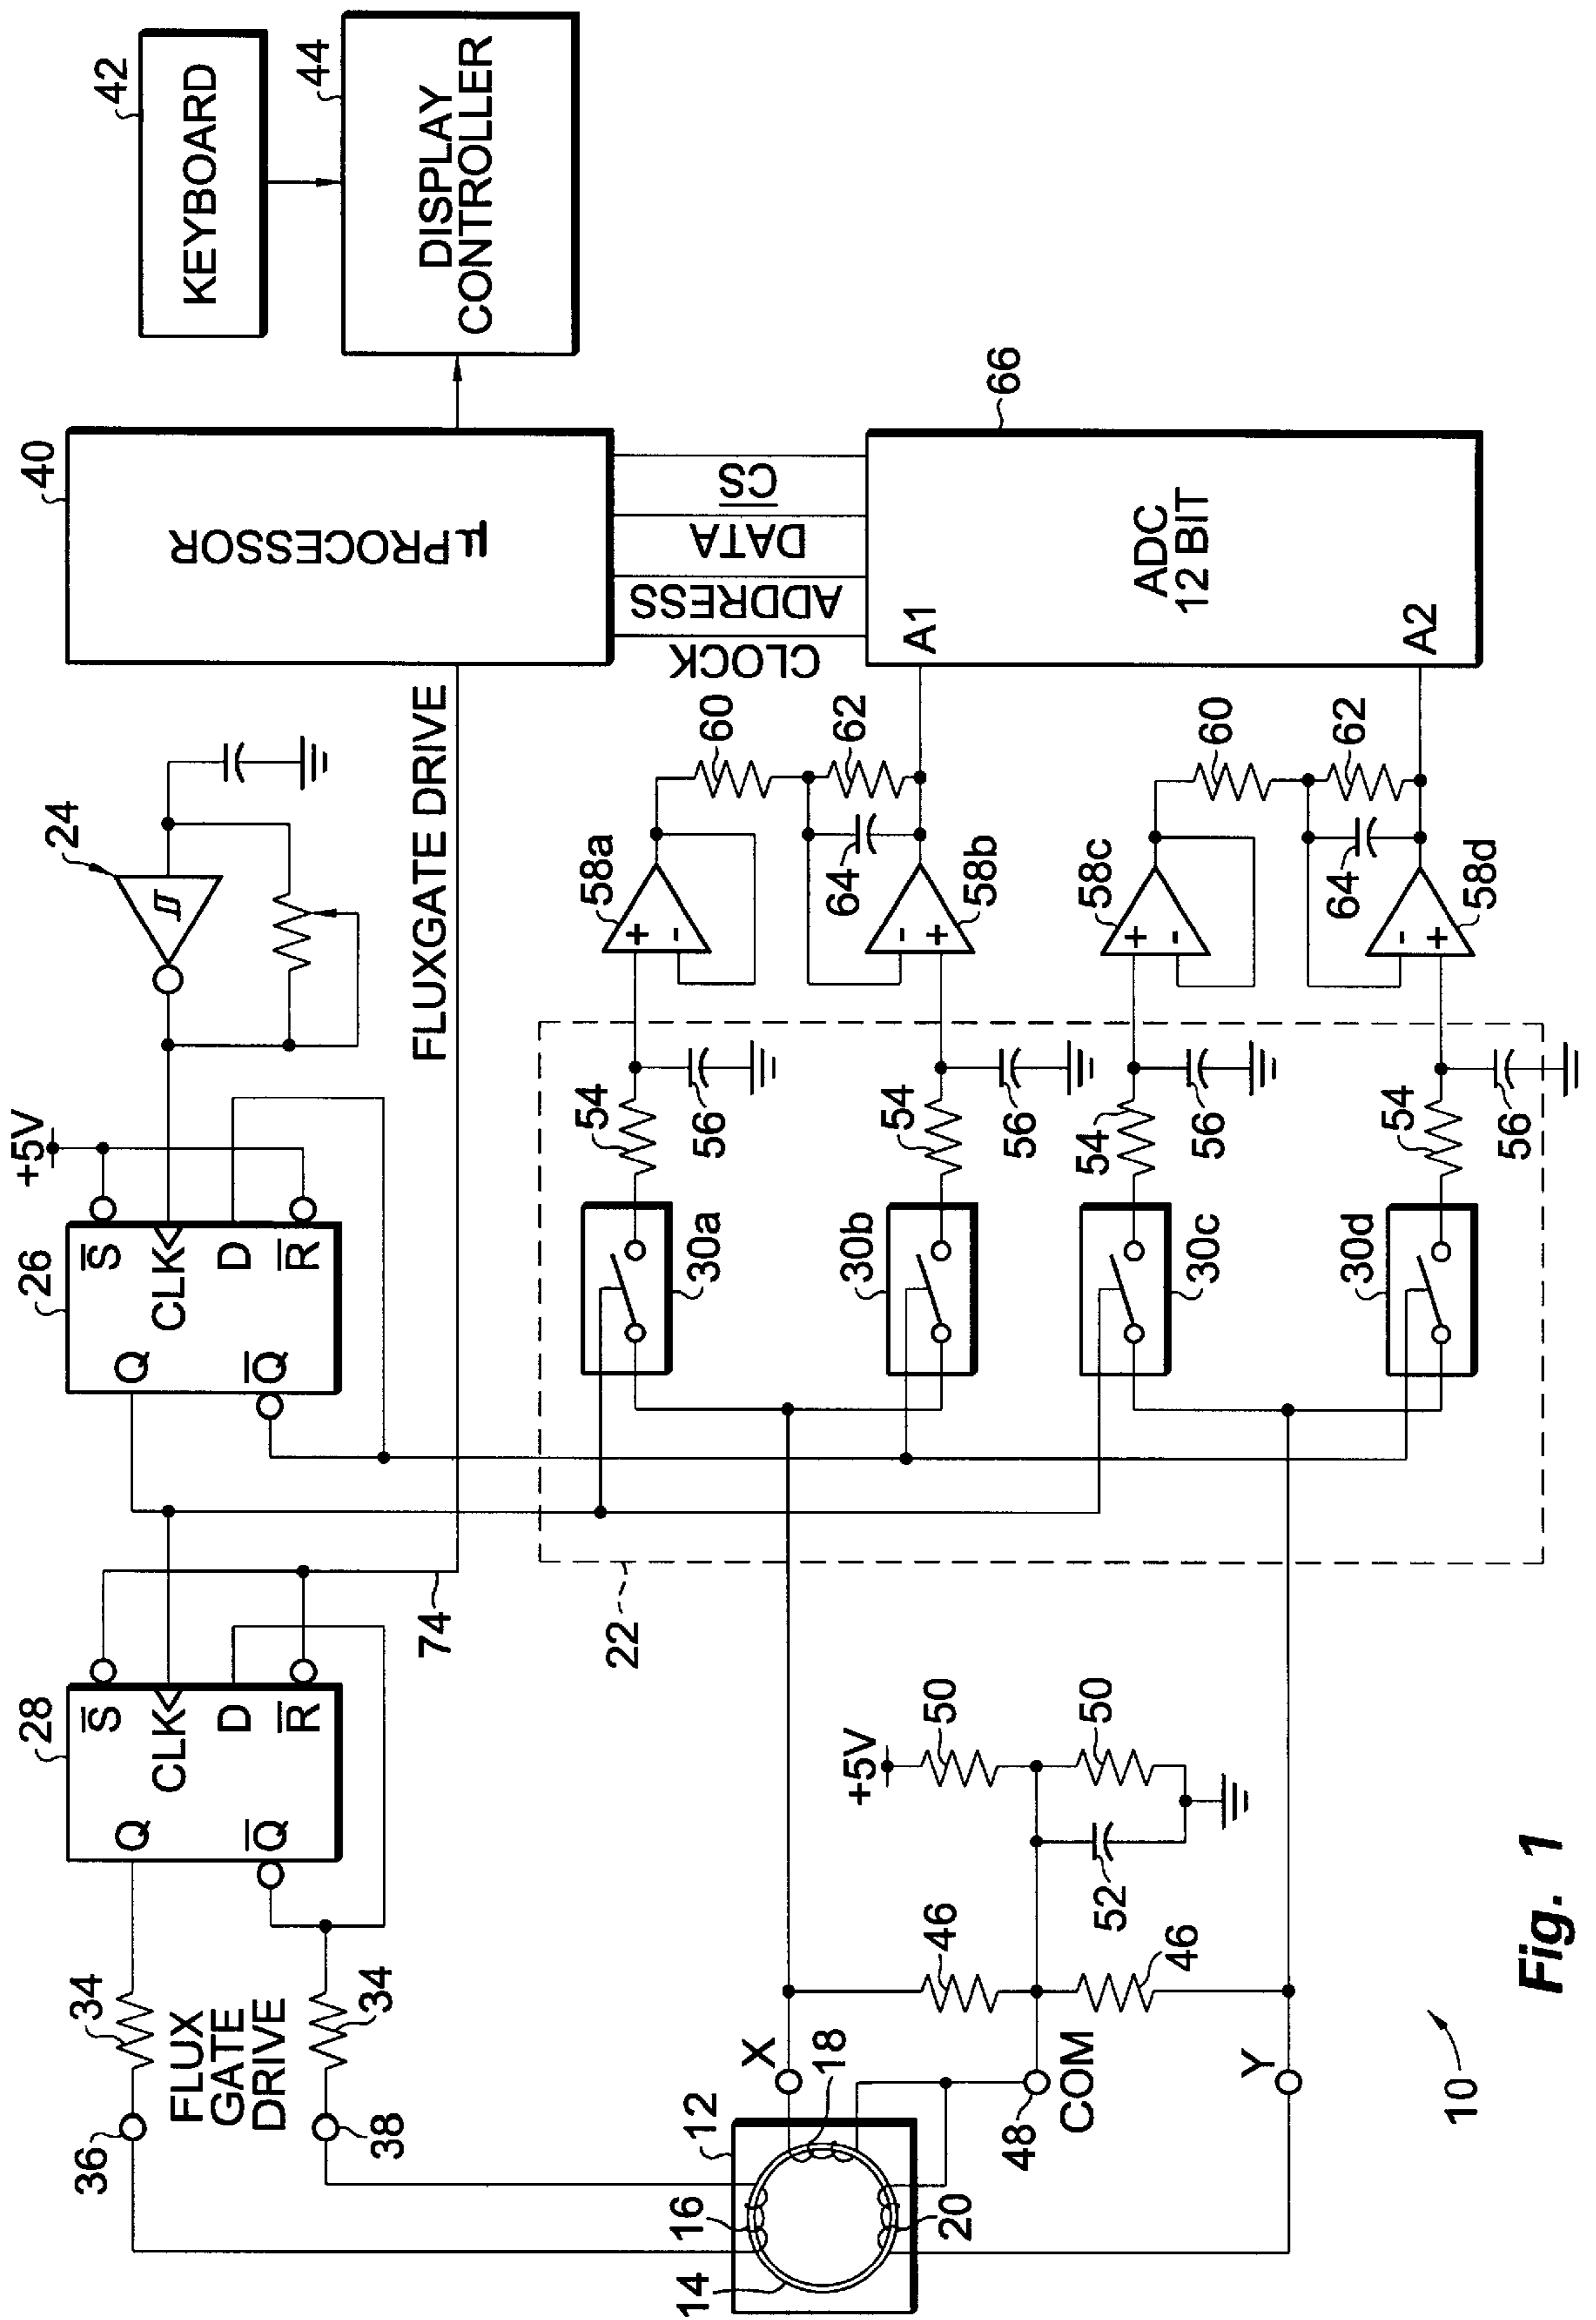 36
34
FLUX
GATE
DRIVE
38
34
28
S̅
CLK
D
R̅
Q
Q̅
74
26
+5V
S̅
CLK
D
R̅
Q
Q̅
24
FLUXGATE DRIVE
40
μPROCESSOR
42
KEYBOARD
44
DISPLAY
CONTROLLER
CLOCK
ADDRESS
DATA
C̅S̅
66
ADC
12 BIT
A1
A2
12
14
16
18
20
X
48
COM
Y
46
46
+5V
50
50
52
22
30a
54
56
58a
+
-
60
30b
54
56
58b
-
+
62
64
30c
54
56
58c
+
-
60
30d
54
56
58d
-
+
62
64
10
Fig. 1